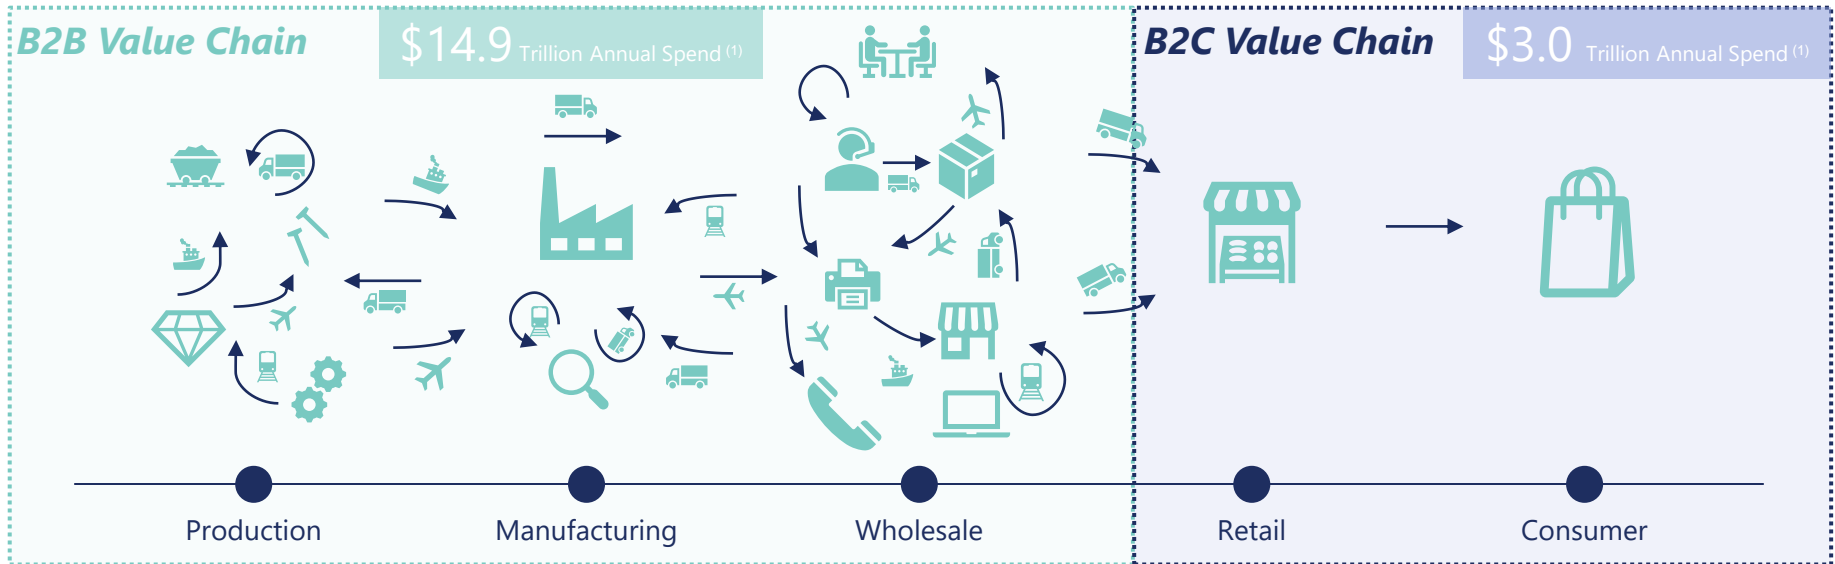 B2B Value Chain
$14.9 Trillion Annual Spend (1)
B2C Value Chain
$3.0 Trillion Annual Spend (1)
Production
Manufacturing
Wholesale
Retail
Consumer